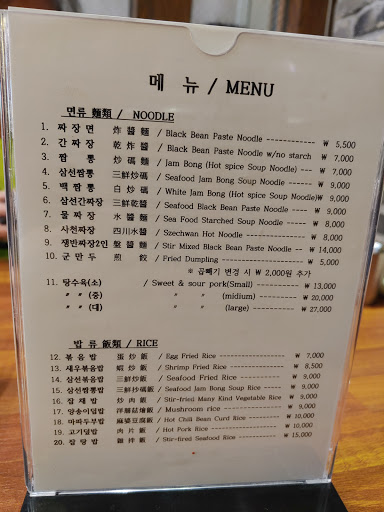 메 뉴 / MENU
면류 麵類 / NOODLE
1. 짜 장 면 炸 醬 麵 / Black Bean Paste Noodle ------------ ₩ 5,500
2. 간 짜 장 乾 炸 醬 / Black Bean Paste Noodle w/no starch ₩ 7,000
3. 짬 뽕 炒 碼 麵 / Jam Bong (Hot spice Soup Noodle) --- ₩ 7,000
4. 삼선짬뽕 三鮮炒碼 / Seafood Jam Bong Soup Noodle ------ ₩ 9,000
5. 백 짬 뽕 白 炒 碼 / White Jam Bong (Hot spice Soup Noodle)₩ 9,000
6. 삼선간짜장 三鮮乾醬 / Seafood Black Bean Paste Noodle ---- ₩ 9,000
7. 물 짜 장 水 醬 麵 / Sea Food Starched Soup Noodle ------ ₩ 9,000
8. 사천짜장 四川水醬 / Szechwan Hot Noodle ------------ ₩ 8,000
9. 쟁반짜장2인 盤 醬 麵 / Stir Mixed Black Bean Paste Noodle -- ₩ 14,000
10. 군 만 두 煎 餃 / Fried Dumpling ---------------- ₩ 5,000
※ 곱빼기 변경 시 ₩ 2,000원 추가
11. 탕수육(소) / Sweet & sour pork(Small) ----------- ₩ 13,000
〃 〃 (중) 〃 〃 (midium) --------- ₩ 20,000
〃 〃 (대) 〃 〃 (large) ---------- ₩ 27,000
밥 류 飯類 / RICE
12. 볶 음 밥 蛋 炒 飯 / Egg Fried Rice ---------------- ₩ 7,000
13. 새우볶음밥 蝦 炒 飯 / Shrimp Fried Rice -------------- ₩ 8,500
14. 삼선볶음밥 三鮮炒飯 / Seafood Fried Rice -------------- ₩ 9,000
15. 삼선짬뽕밥 三鮮炒碼飯 / Seafood Jam Bong Soup Rice ------- ₩ 9,000
16. 잡 채 밥 炒 肉 飯 / Stir-fried Many Kind Vegetable Rice ₩ 9,000
17. 양송이덮밥 洋菇燴飯 / Mushroom rice ---------------- ₩ 9,000
18. 마파두부밥 麻婆豆腐飯 / Hot Chili Bean Curd Rice -------- ₩ 10,000
19. 고기덮밥 肉 片 飯 / Hot Pork Rice ---------------- ₩ 10,000
20. 잡 탕 밥 雜 拌 飯 / Stir-fired Seafood Rice --------- ₩ 15,000